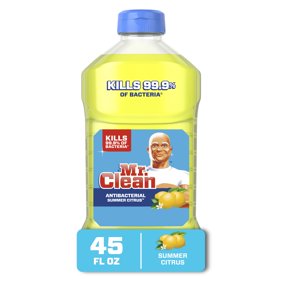 KILLS 99.9%
OF BACTERIA*
KILLS
99.9% OF
BACTERIA*
Mr.
Clean
ANTIBACTERIAL
SUMMER CITRUS
45
FL OZ
SUMMER
CITRUS